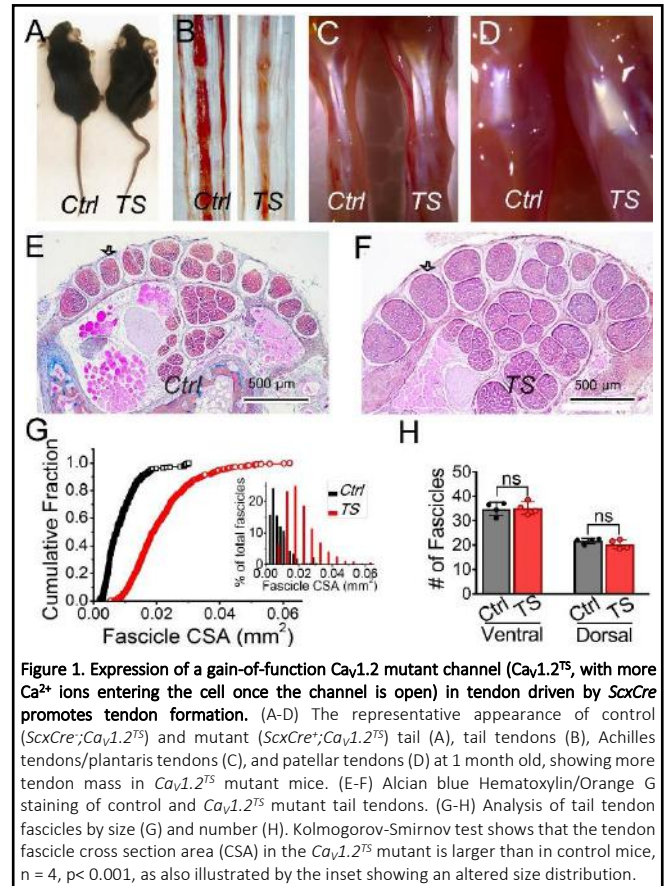 A
B
C
D
Ctrl TS
Ctrl TS
Ctrl TS
Ctrl TS
E
F
Ctrl
500 µm
TS
500 µm
G
H
Cumulative Fraction
1.0
0.8
0.6
0.4
0.2
0.0
0.00 0.02 0.04 0.06
Fascicle CSA (mm²)
% of total fascicles
20
10
0
Ctrl
TS
0.00 0.02 0.04 0.06
Fascicle CSA (mm²)
# of Fascicles
50
40
30
20
10
0
ns
ns
Ctrl TS Ctrl TS
Ventral Dorsal
Figure 1. Expression of a gain-of-function Caᵥ1.2 mutant channel (Caᵥ1.2ᵀˢ, with more
Ca²⁺ ions entering the cell once the channel is open) in tendon driven by ScxCre
promotes tendon formation. (A-D) The representative appearance of control
(ScxCre⁻;Caᵥ1.2ᵀˢ) and mutant (ScxCre⁺;Caᵥ1.2ᵀˢ) tail (A), tail tendons (B), Achilles
tendons/plantaris tendons (C), and patellar tendons (D) at 1 month old, showing more
tendon mass in Caᵥ1.2ᵀˢ mutant mice. (E-F) Alcian blue Hematoxylin/Orange G
staining of control and Caᵥ1.2ᵀˢ mutant tail tendons. (G-H) Analysis of tail tendon
fascicles by size (G) and number (H). Kolmogorov-Smirnov test shows that the tendon
fascicle cross section area (CSA) in the Caᵥ1.2ᵀˢ mutant is larger than in control mice,
n = 4, p< 0.001, as also illustrated by the inset showing an altered size distribution.